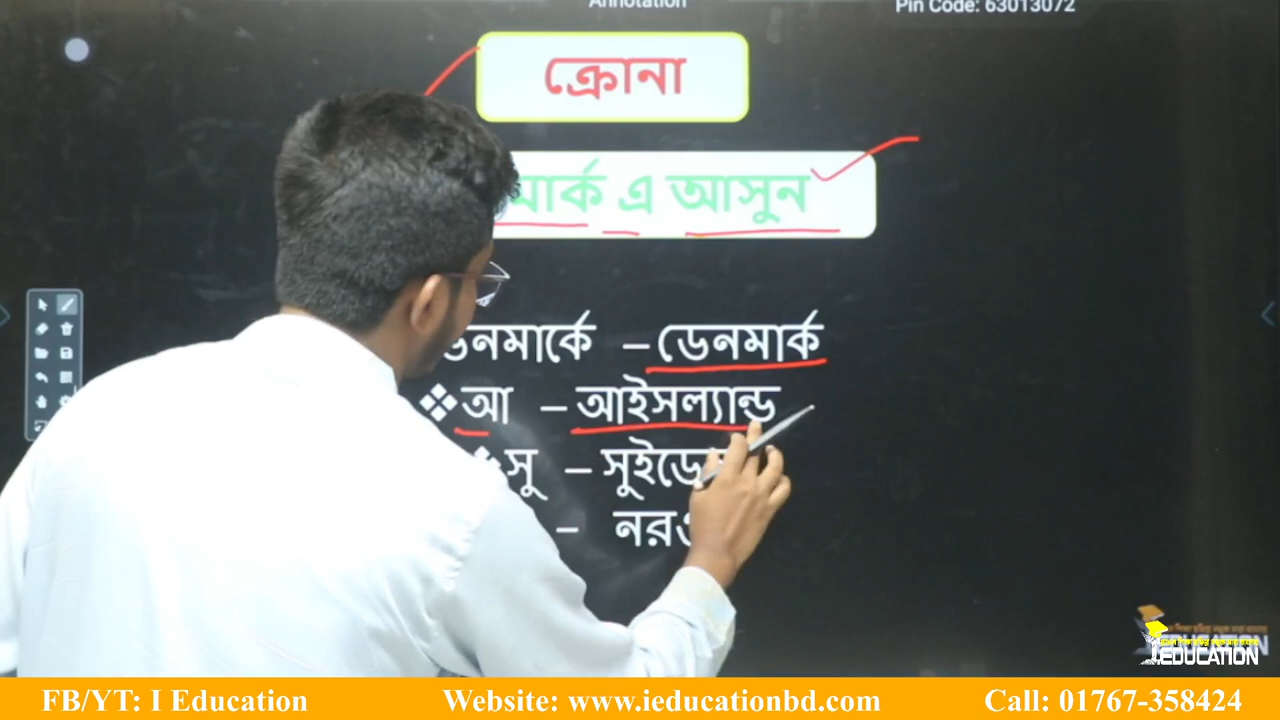 Annotation
Pin Code: 63013072
ক্রোনা
মার্ক এ আসুন
ডেনমার্কে – ডেনমার্ক
❖আ – আইসল্যান্ড
❖সু – সুইডে
– নরও
EDUCATION
FB/YT: I Education
Website: www.ieducationbd.com
Call: 01767-358424